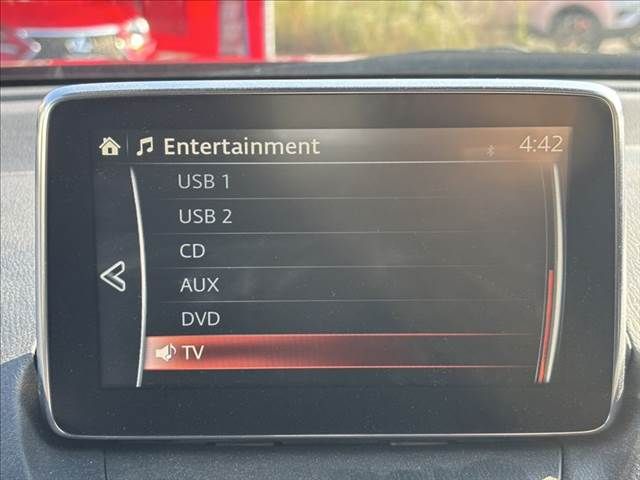 Entertainment 4:42
USB 1
USB 2
CD
AUX
DVD
TV